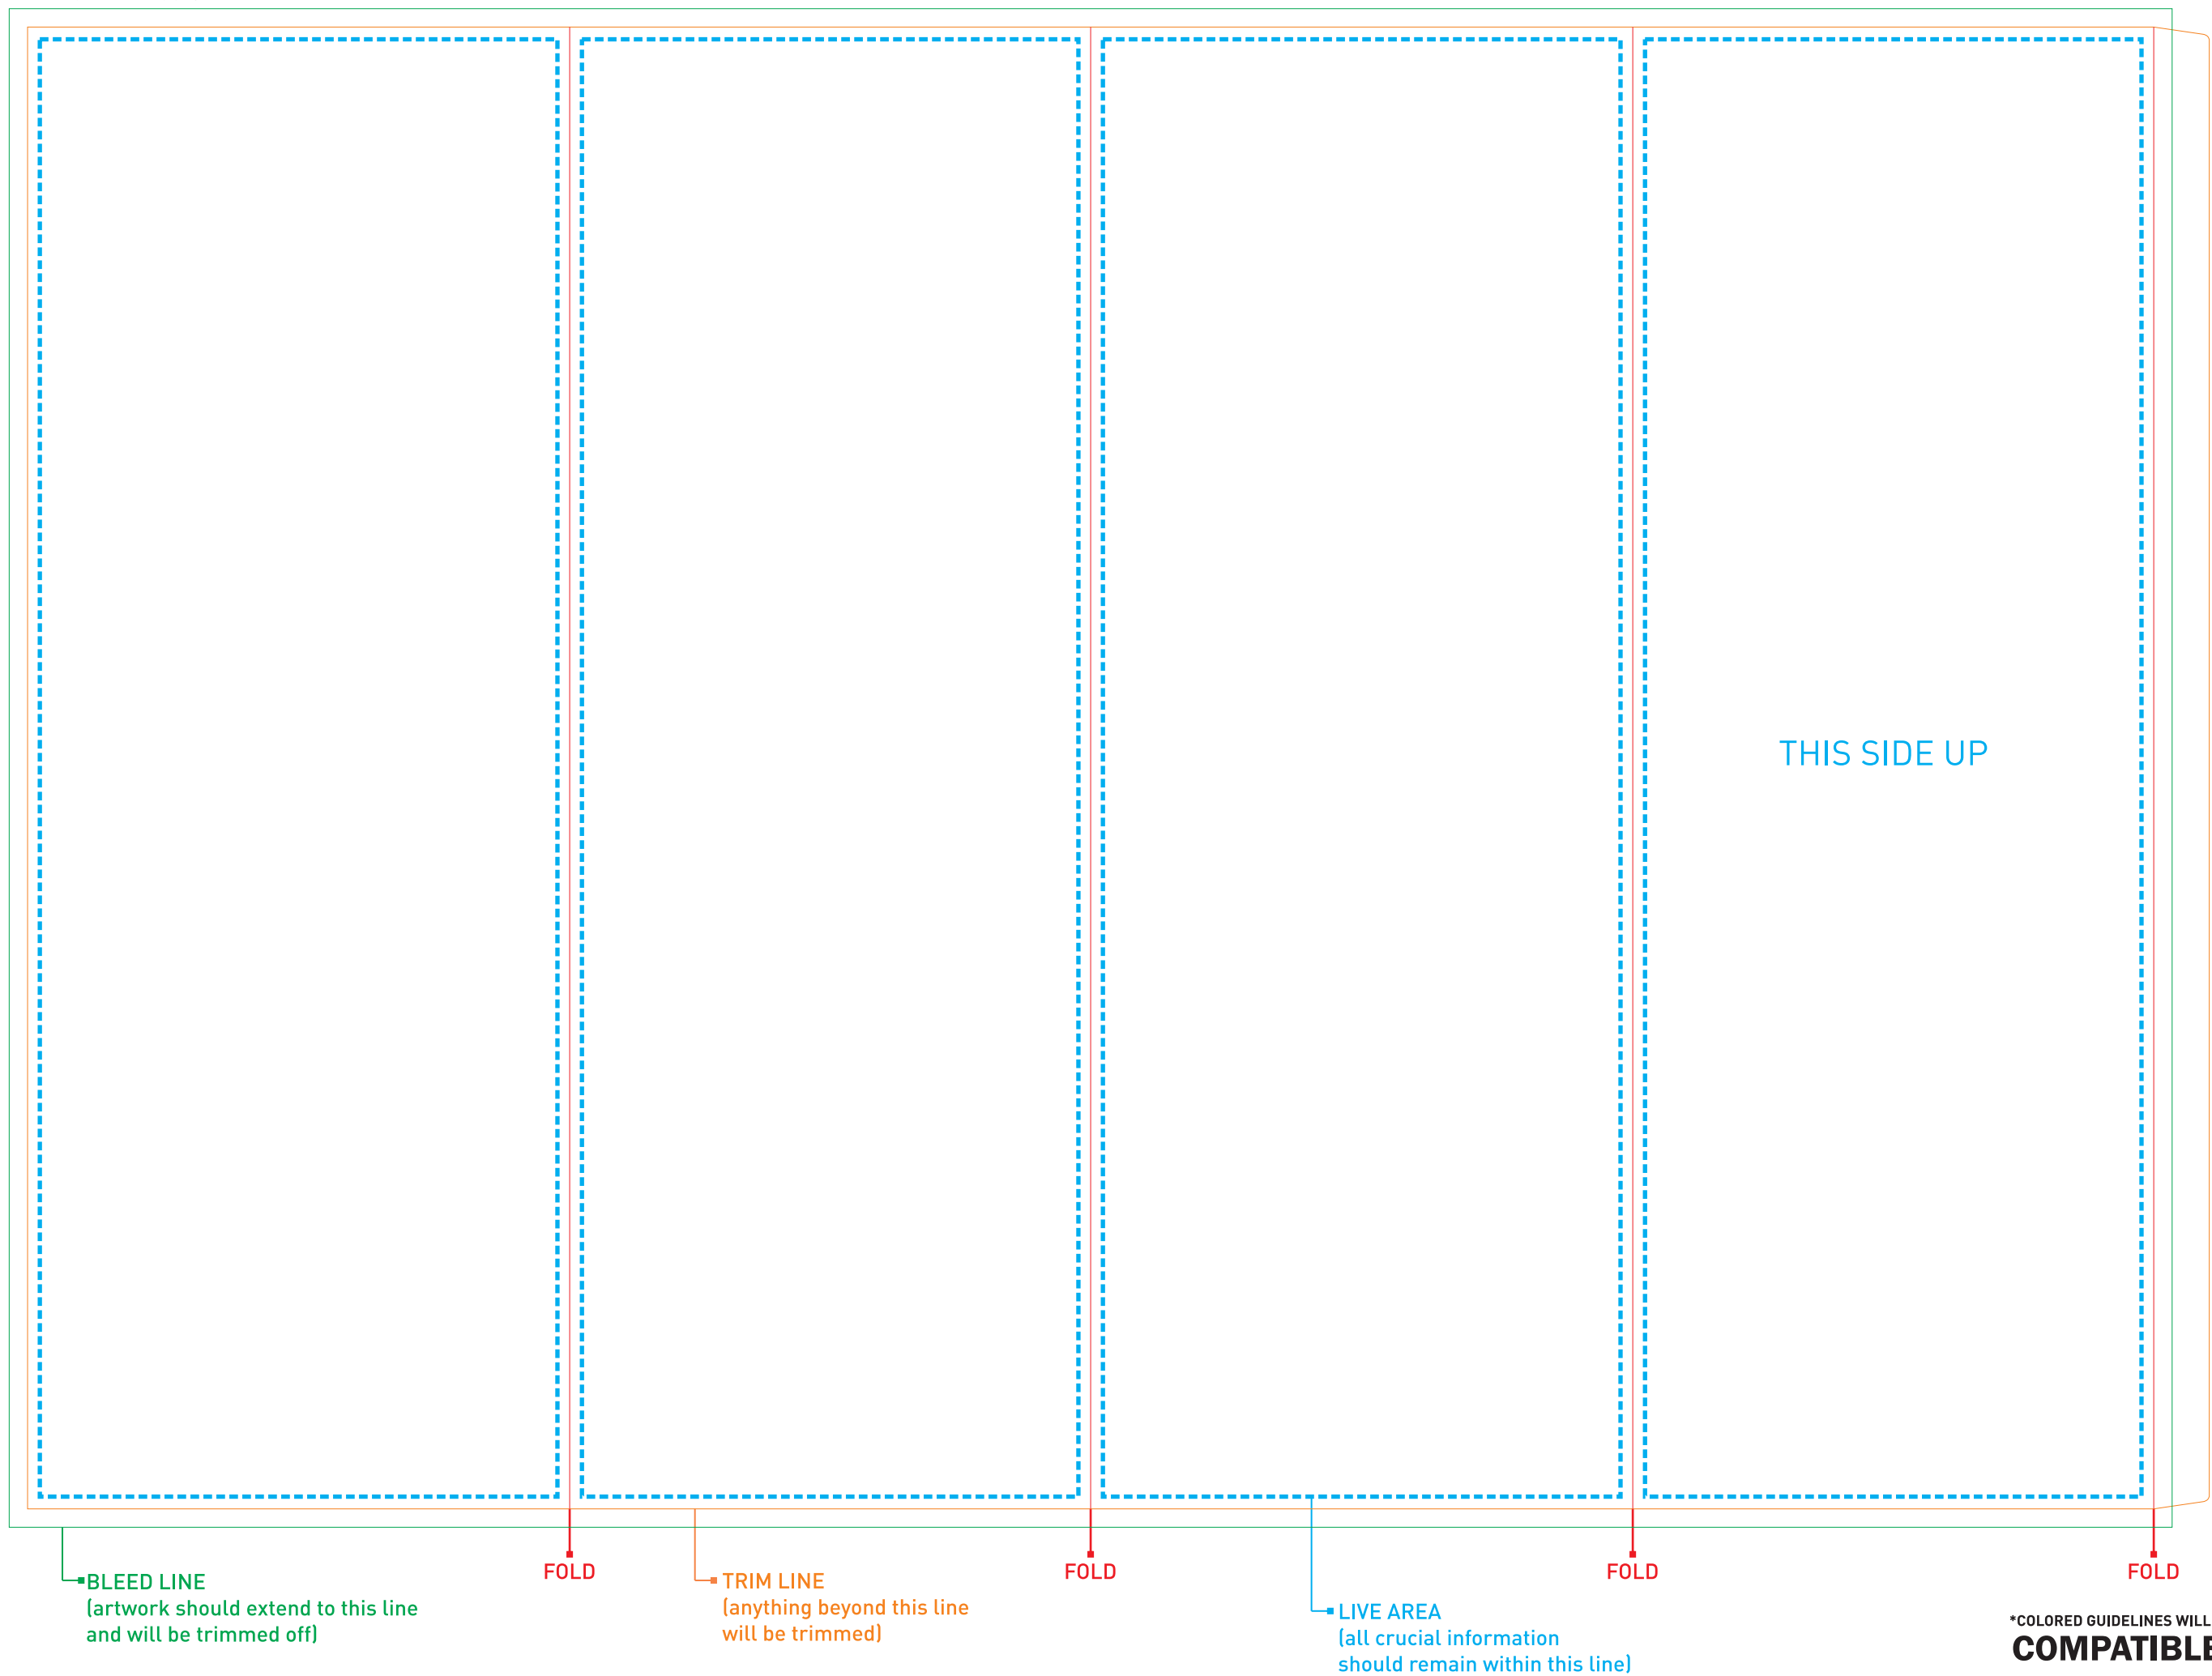 THIS SIDE UP
FOLD
FOLD
FOLD
FOLD
BLEED LINE
(artwork should extend to this line
and will be trimmed off)
TRIM LINE
(anything beyond this line
will be trimmed)
LIVE AREA
(all crucial information
should remain within this line)
*COLORED GUIDELINES WILL
COMPATIBLE